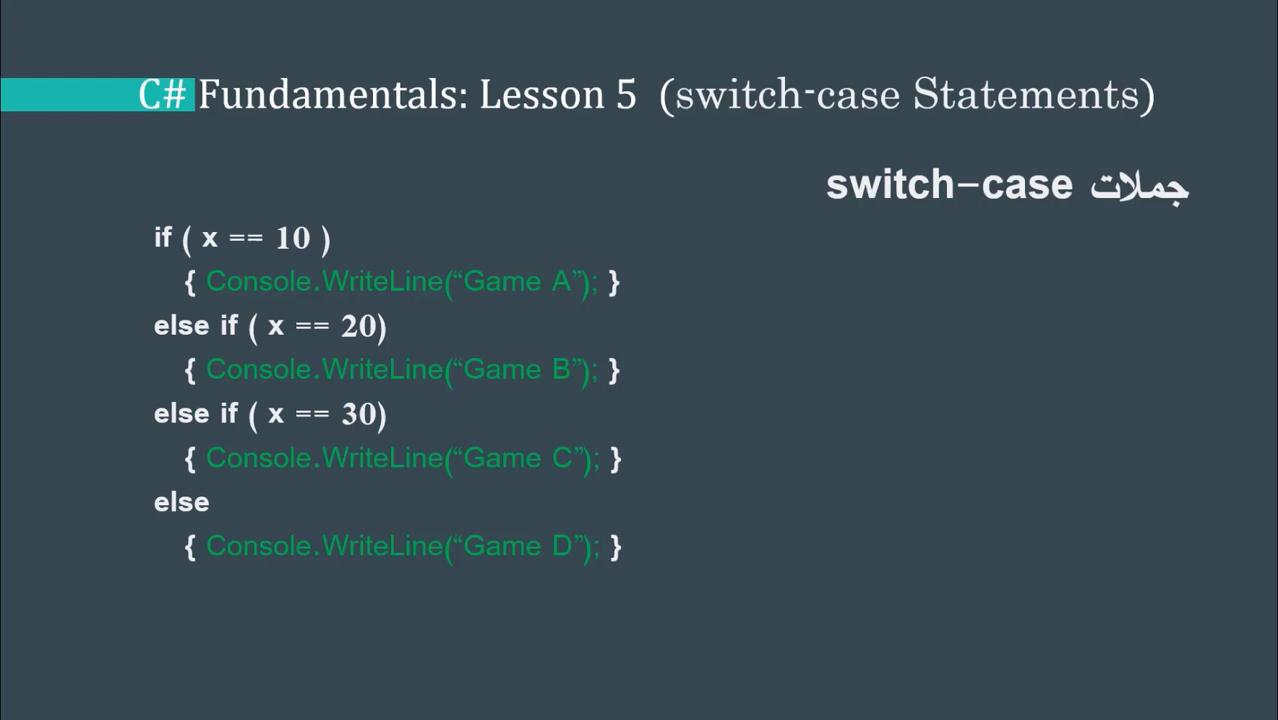 C# Fundamentals: Lesson 5 (switch-case Statements)
جملات switch-case
if ( x == 10 )
{ Console.WriteLine(“Game A”); }
else if ( x == 20)
{ Console.WriteLine(“Game B”); }
else if ( x == 30)
{ Console.WriteLine(“Game C”); }
else
{ Console.WriteLine(“Game D”); }